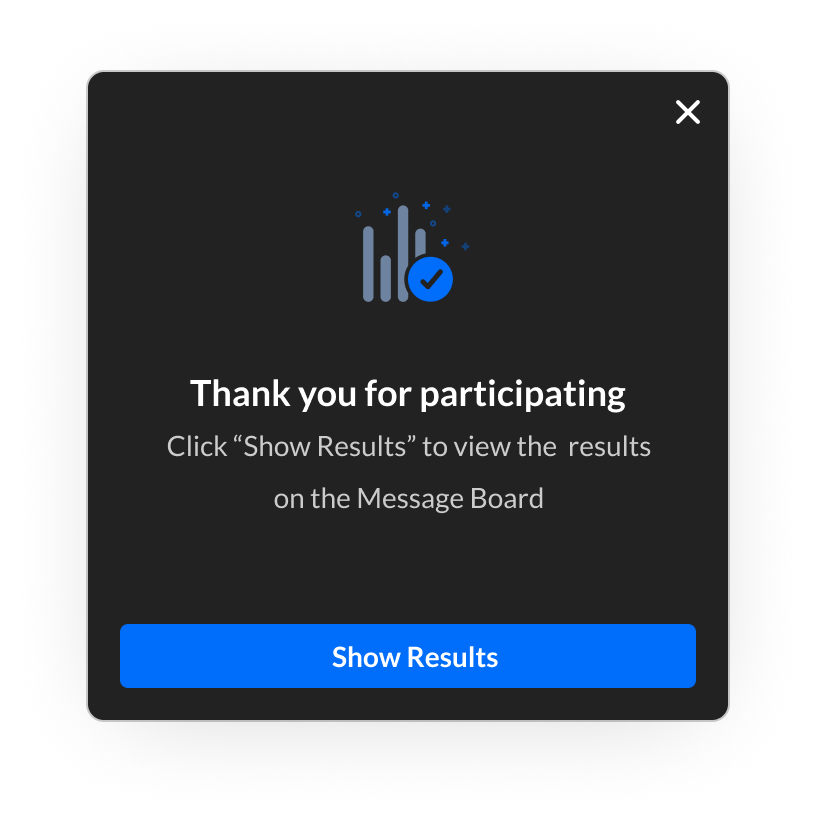 Thank you for participating
Click “Show Results” to view the  results
on the Message Board
Show Results